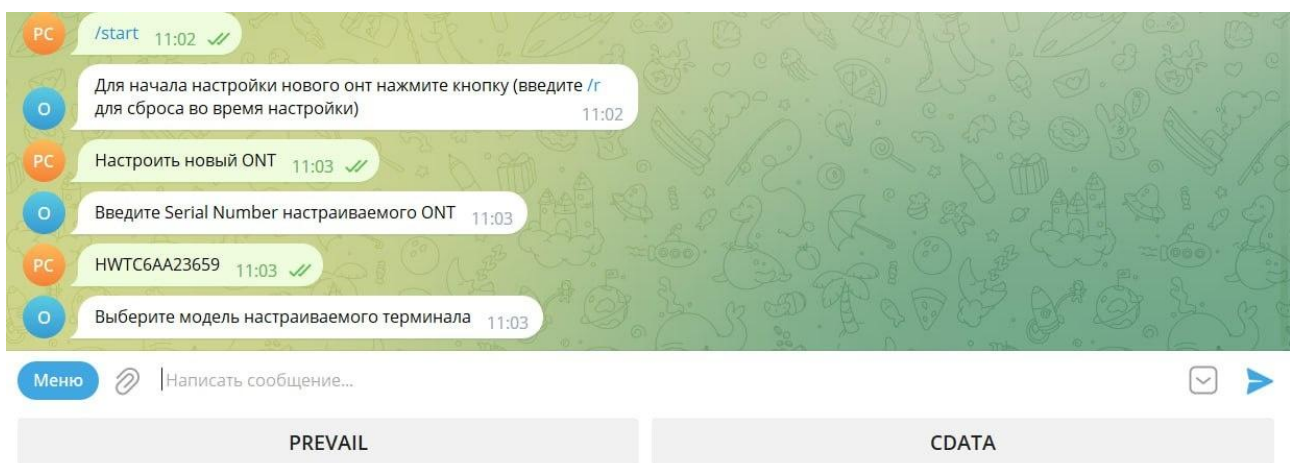 PC
/start 11:02
О
Для начала настройки нового онт нажмите кнопку (введите /r
для сброса во время настройки) 11:02
PC
Настроить новый ONT 11:03
О
Введите Serial Number настраиваемого ONT 11:03
PC
HWTC6AA23659 11:03
О
Выберите модель настраиваемого терминала 11:03
Меню
Написать сообщение...
PREVAIL
CDATA